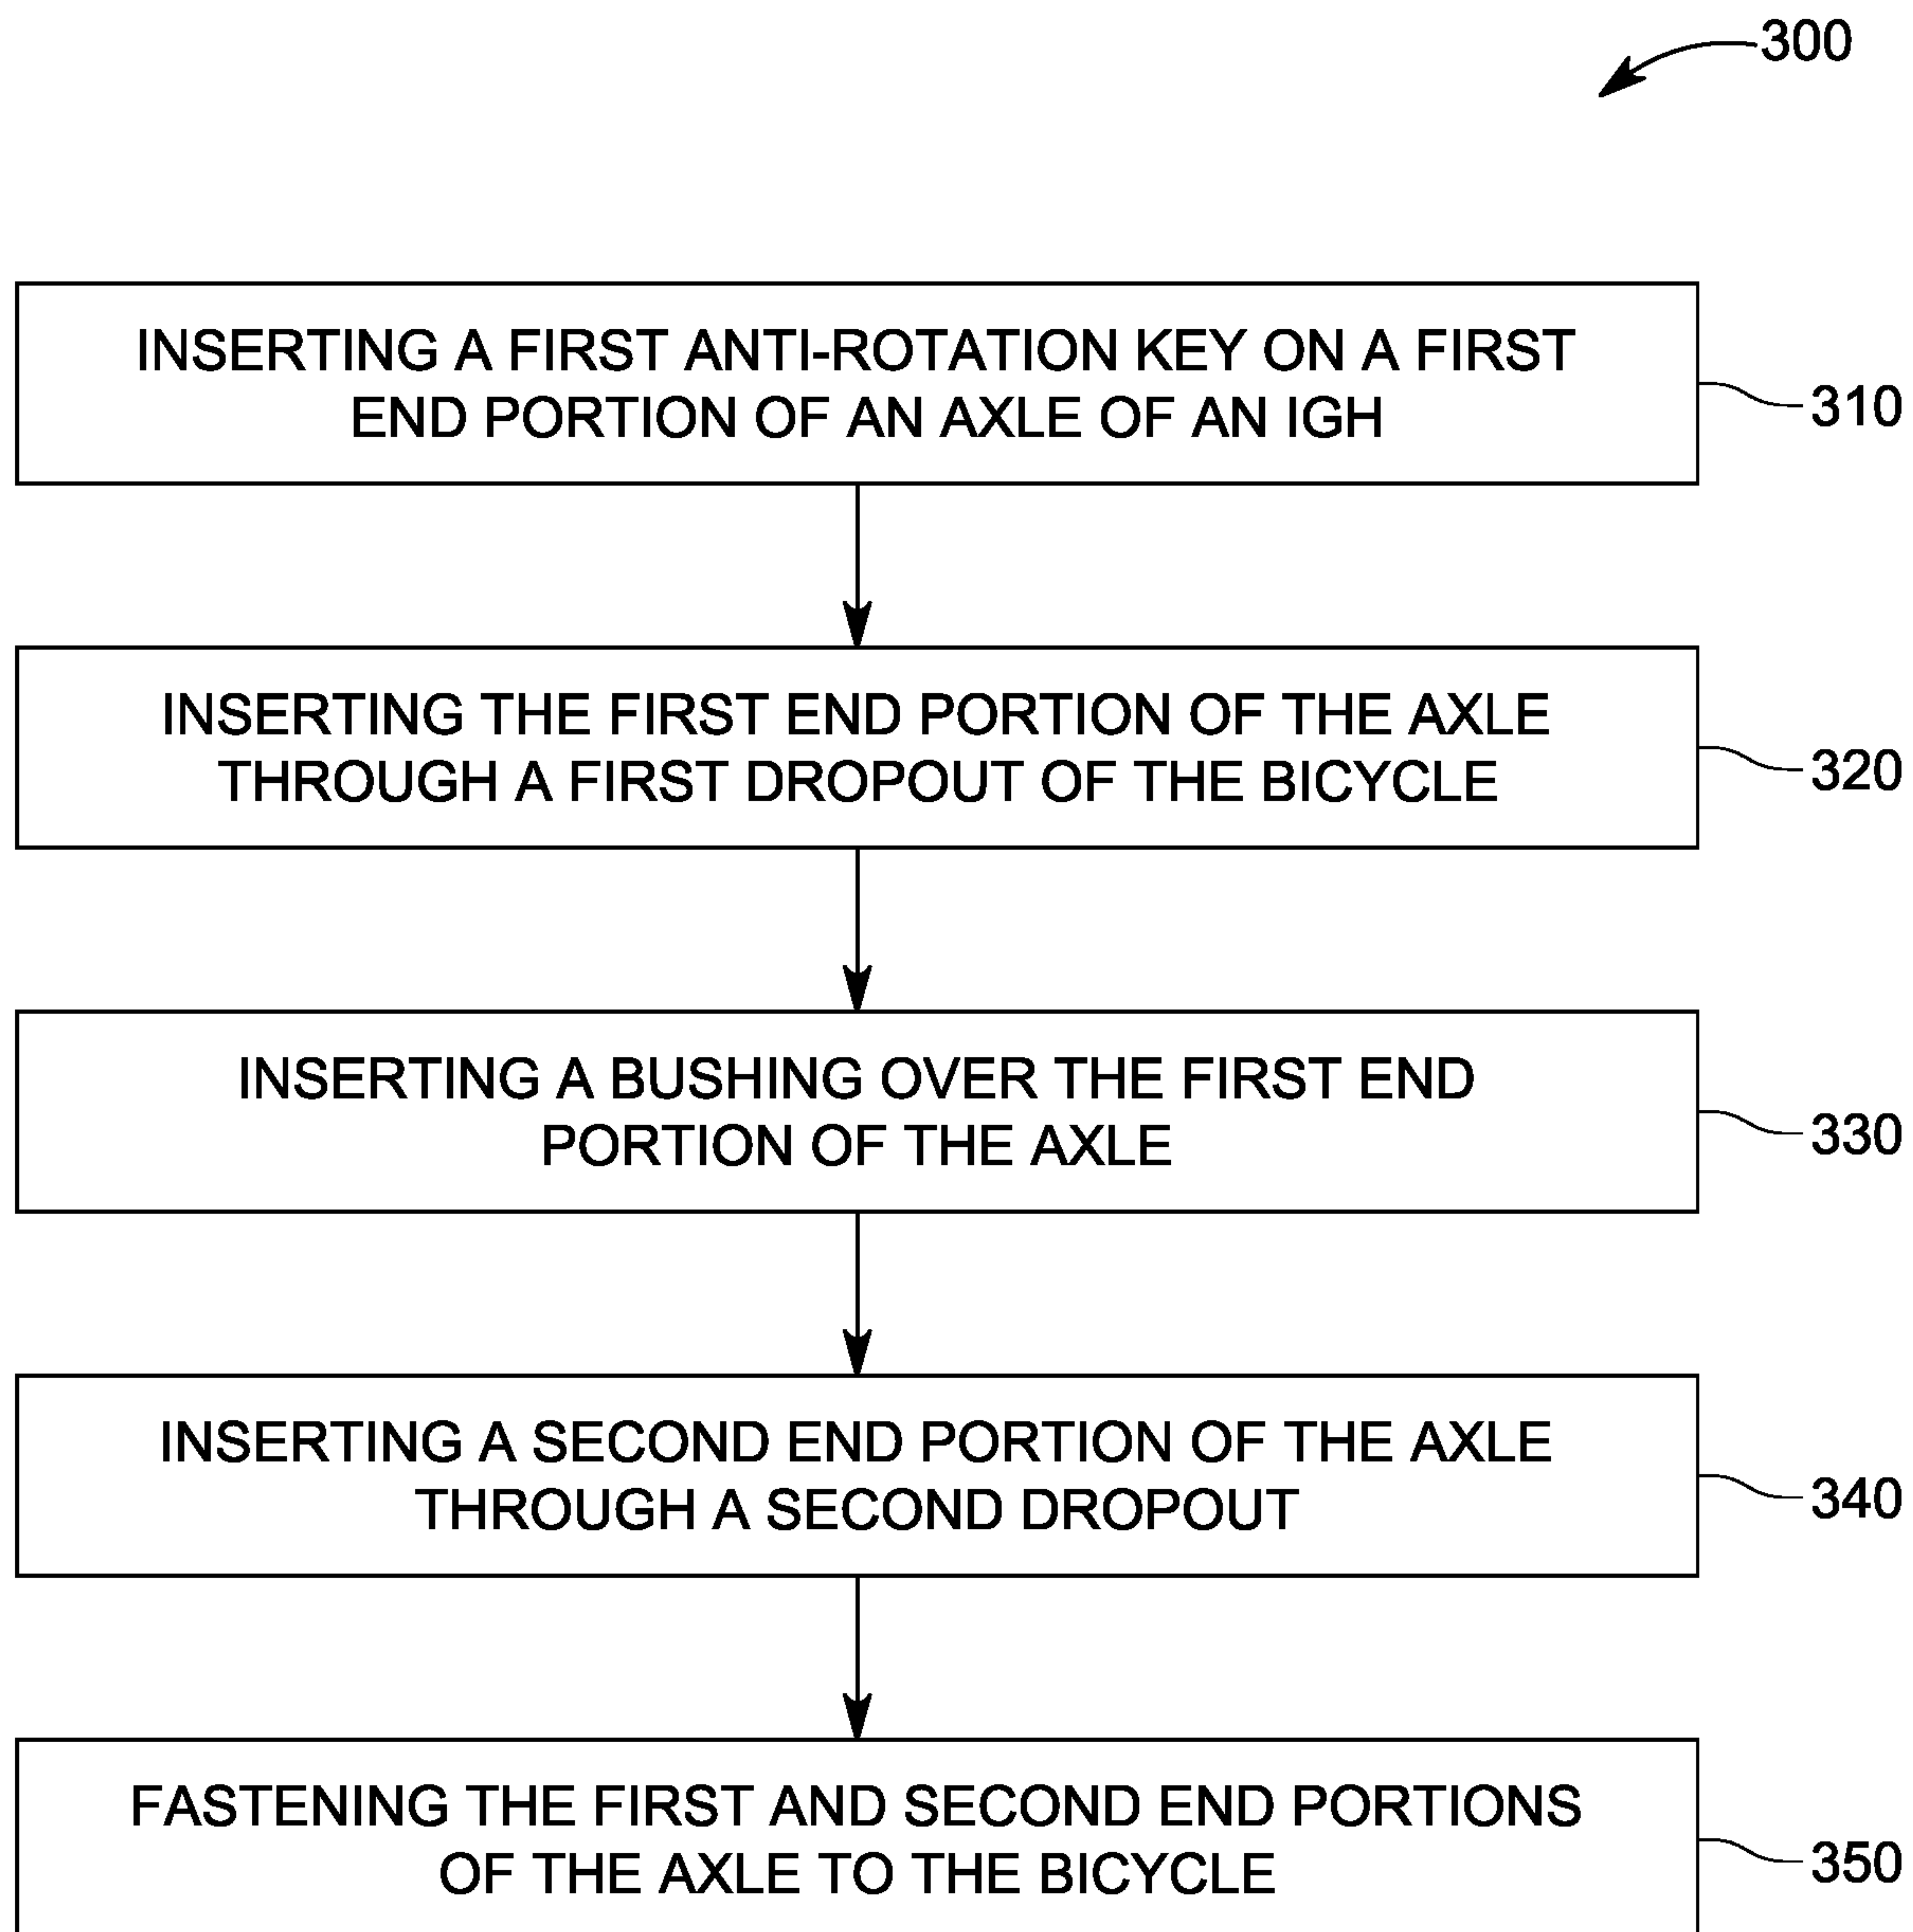 300
INSERTING A FIRST ANTI-ROTATION KEY ON A FIRST
END PORTION OF AN AXLE OF AN IGH
310
INSERTING THE FIRST END PORTION OF THE AXLE
THROUGH A FIRST DROPOUT OF THE BICYCLE
320
INSERTING A BUSHING OVER THE FIRST END
PORTION OF THE AXLE
330
INSERTING A SECOND END PORTION OF THE AXLE
THROUGH A SECOND DROPOUT
340
FASTENING THE FIRST AND SECOND END PORTIONS
OF THE AXLE TO THE BICYCLE
350